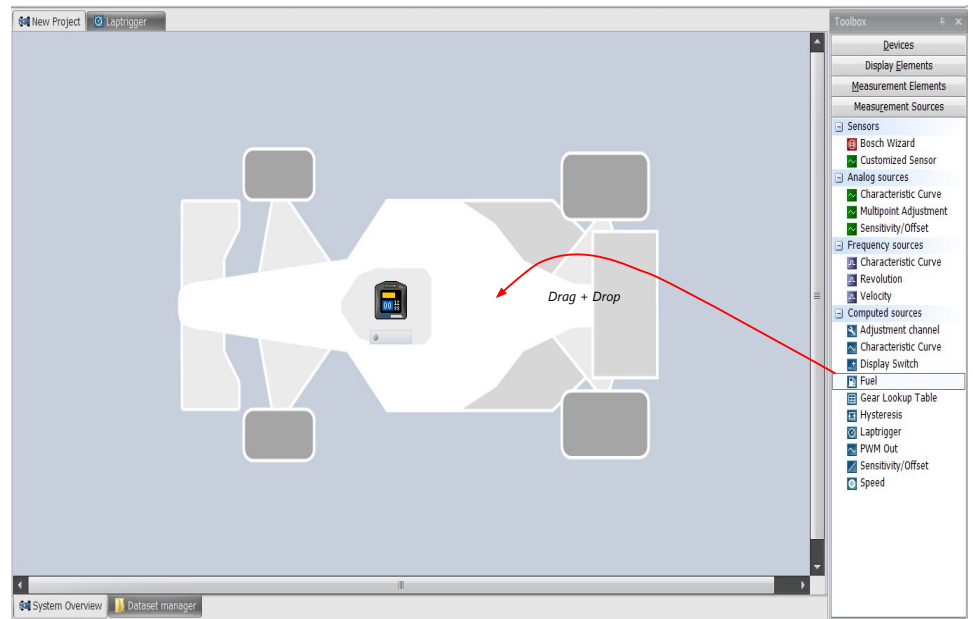 New Project
Laptrigger
Toolbox
Devices
Display Elements
Measurement Elements
Measurement Sources
Sensors
Bosch Wizard
Customized Sensor
Analog sources
Characteristic Curve
Multipoint Adjustment
Sensitivity/Offset
Frequency sources
Characteristic Curve
Revolution
Velocity
Computed sources
Adjustment channel
Characteristic Curve
Display Switch
Fuel
Gear Lookup Table
Hysteresis
Laptrigger
PWM Out
Sensitivity/Offset
Speed
Drag + Drop
System Overview
Dataset manager